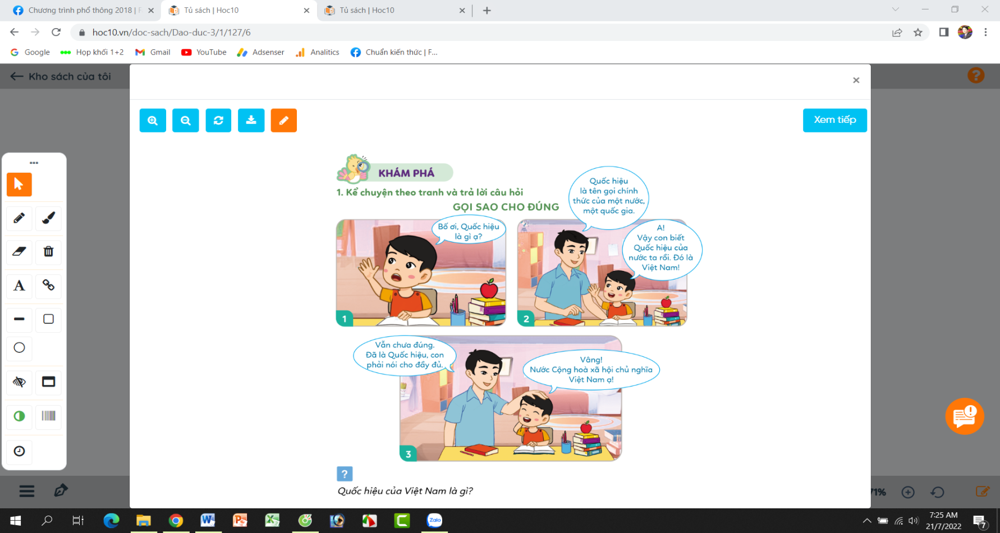 Chương trình phổ thông 2018 | F
Tủ sách | Hoc10
Tủ sách | Hoc10
hoc10.vn/doc-sach/Dao-duc-3/1/127/6
Google
Họp khối 1+2
Gmail
YouTube
Adsenser
Analitics
Chuẩn kiến thức | F...
Kho sách của tôi
?
Xem tiếp
KHÁM PHÁ
1. Kể chuyện theo tranh và trả lời câu hỏi
GỌI SAO CHO ĐÚNG
Bố ơi, Quốc hiệu
là gì ạ?
1
Quốc hiệu
là tên gọi chính
thức của một nước,
một quốc gia.
A!
Vậy con biết
Quốc hiệu của
nước ta rồi. Đó là
Việt Nam!
2
Vẫn chưa đúng.
Đã là Quốc hiệu, con
phải nói cho đầy đủ.
Vâng!
Nước Cộng hoà xã hội chủ nghĩa
Việt Nam ạ!
3
?
Quốc hiệu của Việt Nam là gì?
A
71%
Zalo
7:25 AM
21/7/2022
7